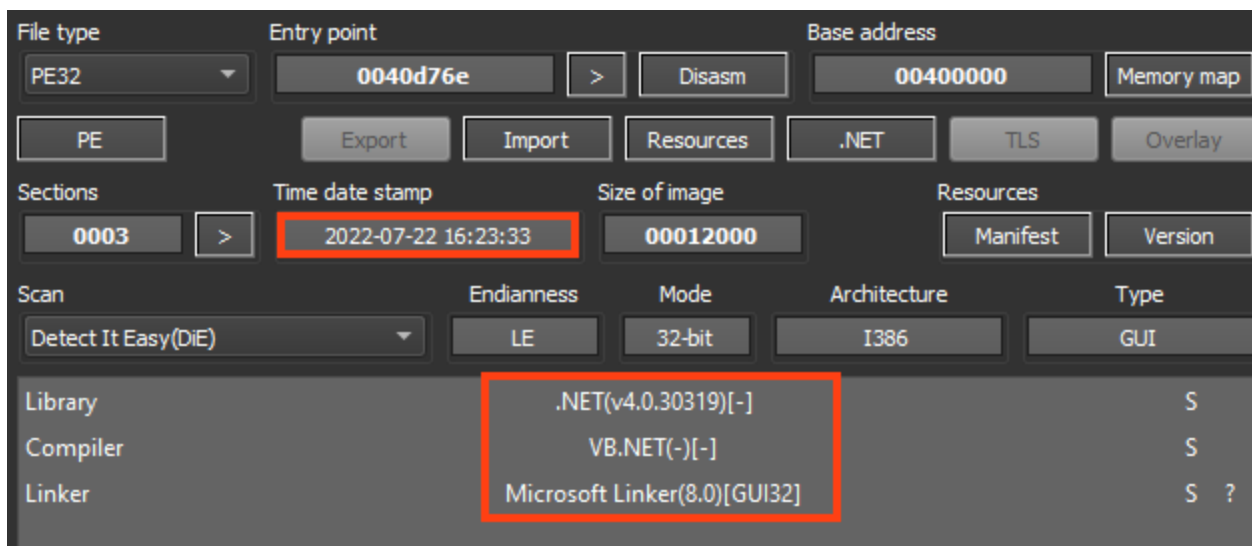 File type Entry point Base address
PE32 0040d76e > Disasm 00400000 Memory map
PE Export Import Resources .NET TLS Overlay
Sections Time date stamp Size of image Resources
0003 > 2022-07-22 16:23:33 00012000 Manifest Version
Scan Endianness Mode Architecture Type
Detect It Easy(DiE) LE 32-bit I386 GUI
Library .NET(v4.0.30319)[-] S
Compiler VB.NET(-)[-] S
Linker Microsoft Linker(8.0)[GUI32] S ?